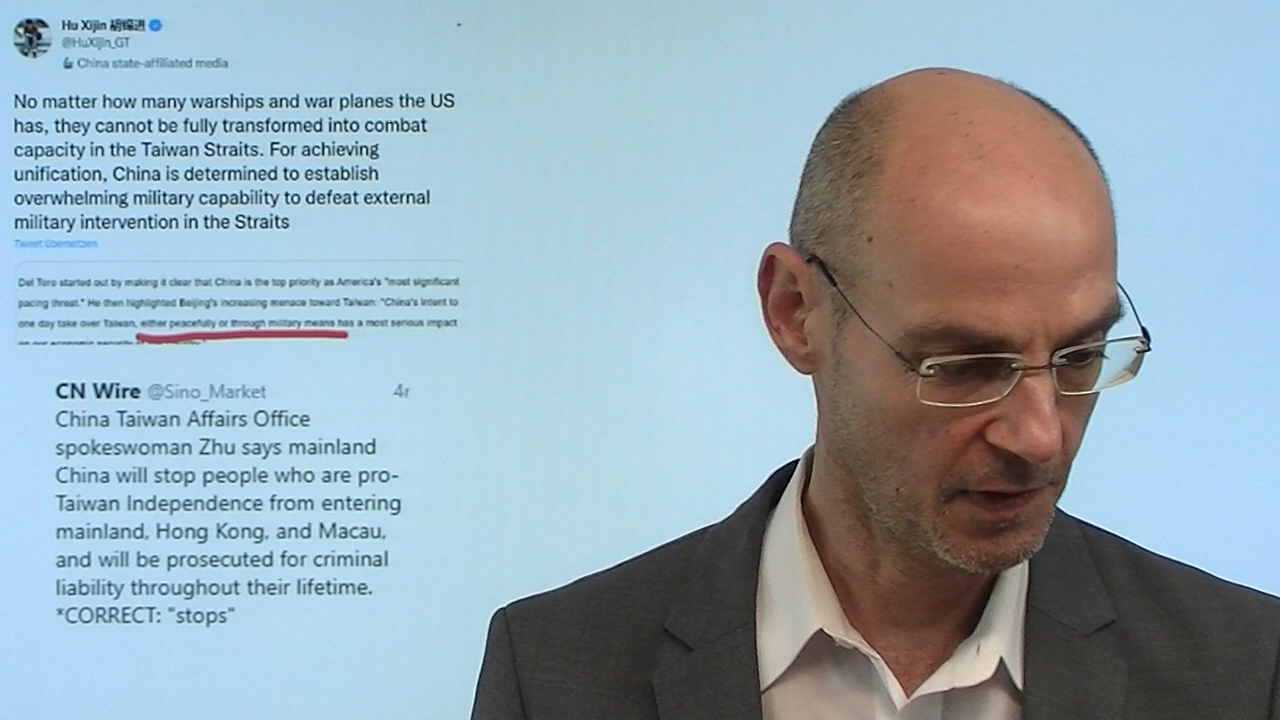 Hu Xijin 胡锡进
@HuXijin_GT
China state-affiliated media
No matter how many warships and war planes the US
has, they cannot be fully transformed into combat
capacity in the Taiwan Straits. For achieving
unification, China is determined to establish
overwhelming military capability to defeat external
military intervention in the Straits
Tweet übersetzen
Del Toro started out by making it clear that China is the top priority as America's "most significant
pacing threat." He then highlighted Beijing's increasing menace toward Taiwan: "China's intent to
one day take over Taiwan, either peacefully or through military means has a most serious impact
on our economic security
CN Wire @Sino_Market 4r
China Taiwan Affairs Office
spokeswoman Zhu says mainland
China will stop people who are pro-
Taiwan Independence from entering
mainland, Hong Kong, and Macau,
and will be prosecuted for criminal
liability throughout their lifetime.
*CORRECT: "stops"